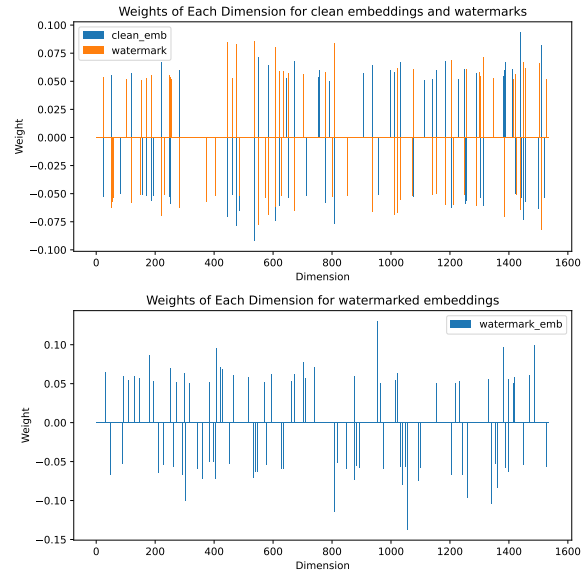 Weights of Each Dimension for clean embeddings and watermarks
clean_emb
watermark
0.100
0.075
0.050
0.025
0.000
−0.025
−0.050
−0.075
−0.100
Weight
0 200 400 600 800 1000 1200 1400 1600
Dimension
Weights of Each Dimension for watermarked embeddings
watermark_emb
0.10
0.05
0.00
−0.05
−0.10
−0.15
Weight
0 200 400 600 800 1000 1200 1400 1600
Dimension